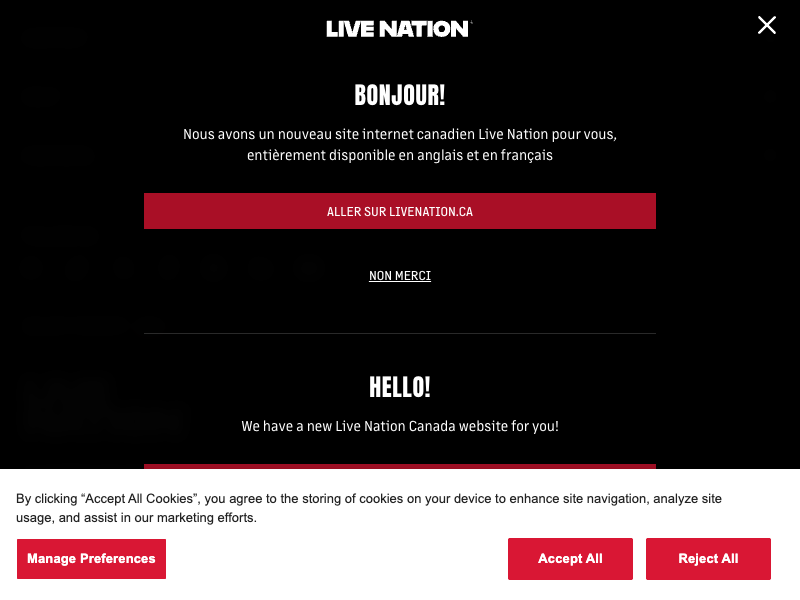 LIVE NATION
BONJOUR!
Nous avons un nouveau site internet canadien Live Nation pour vous,
entièrement disponible en anglais et en français
ALLER SUR LIVENATION.CA
NON MERCI
HELLO!
We have a new Live Nation Canada website for you!
By clicking “Accept All Cookies”, you agree to the storing of cookies on your device to enhance site navigation, analyze site
usage, and assist in our marketing efforts.
Manage Preferences
Accept All
Reject All